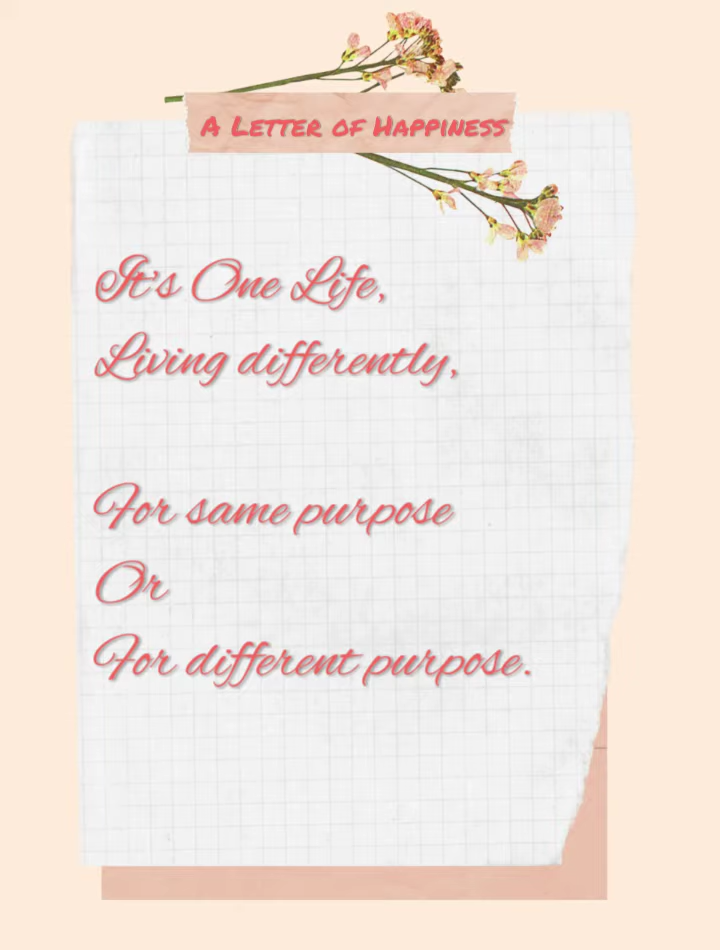 A Letter of Happiness
It's One Life,
Living differently,
For same purpose
Or
For different purpose.